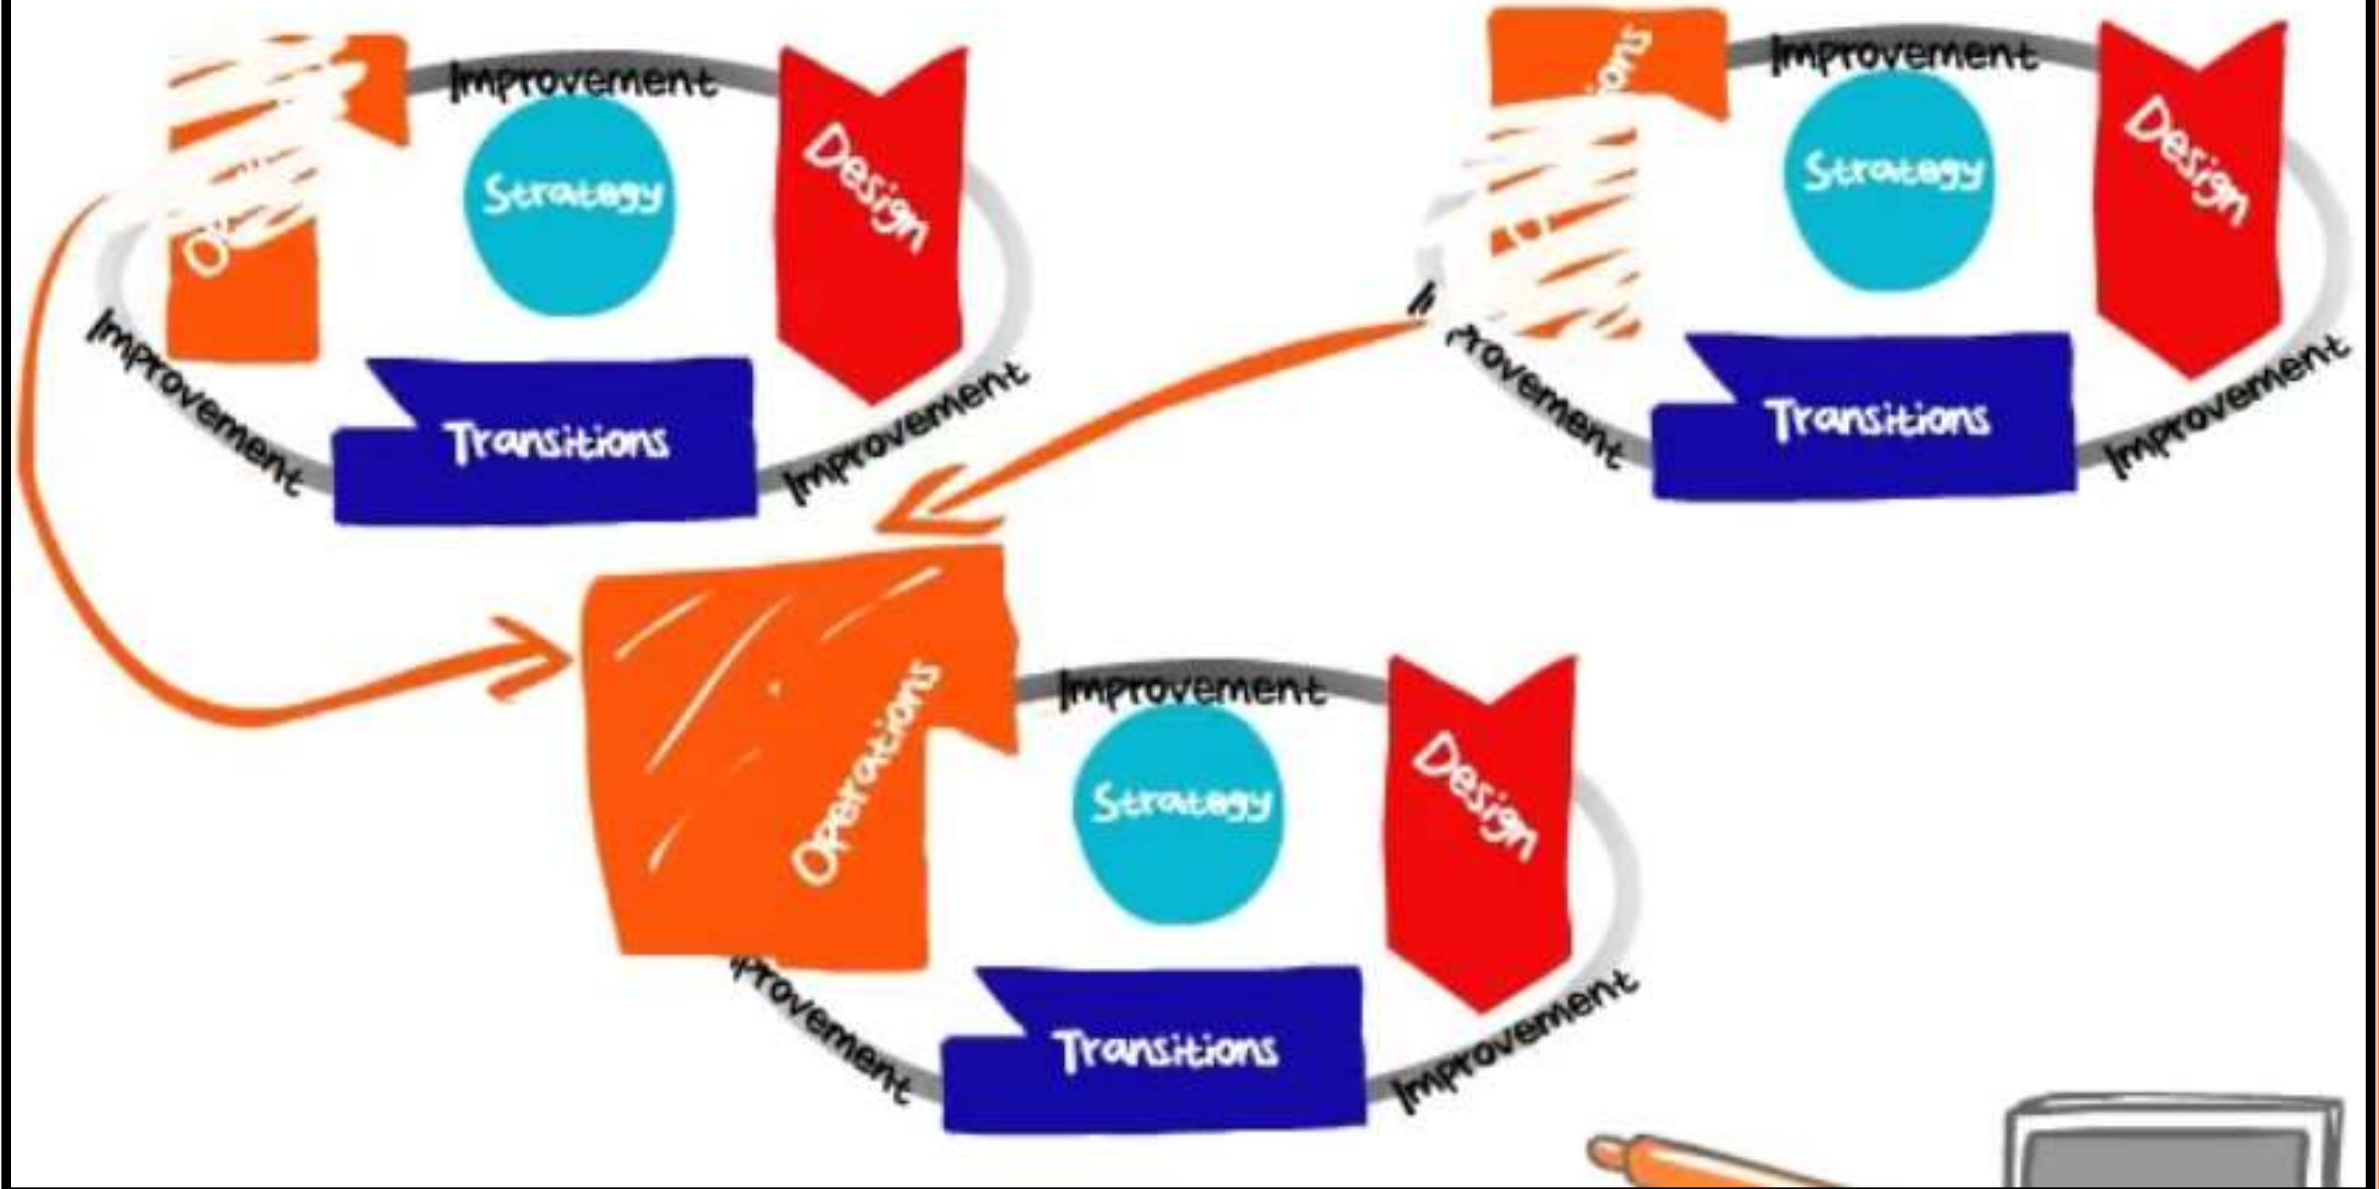 Improvement
Strategy
Design
Improvement
Transitions
Improvement
Improvement
Strategy
Design
Transitions
Improvement
Operations
Improvement
Strategy
Design
Transitions
Improvement